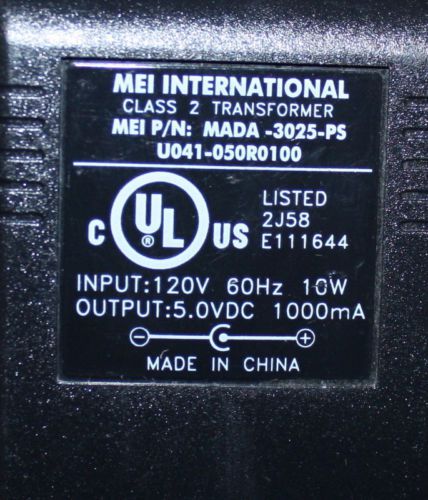 MEI INTERNATIONAL
CLASS 2 TRANSFORMER
MEI P/N: MADA -3025-PS
U041-050R0100
C UL ® US
LISTED
2J58
E111644
INPUT:120V 60Hz 10W
OUTPUT:5.0VDC 1000mA
MADE IN CHINA